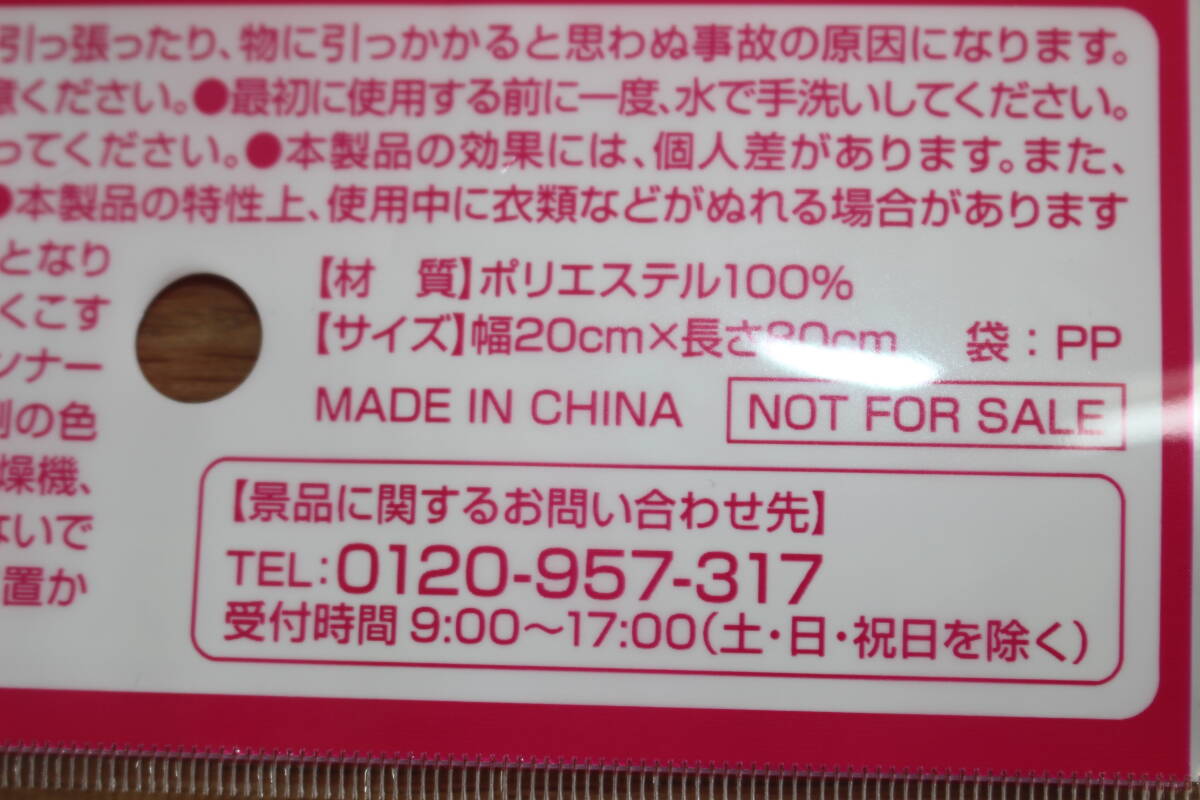 引っ張ったり、物に引っかかると思わぬ事故の原因になります。
意ください。●最初に使用する前に一度、水で手洗いしてください。
ってください。●本製品の効果には、個人差があります。また、
●本製品の特性上、使用中に衣類などがぬれる場合があります
となり
くこす
ンナー
側の色
燥機、
ないで
置か
【材　質】ポリエステル100%
【サイズ】幅20cm×長さ80cm　袋：PP
MADE IN CHINA
NOT FOR SALE
【景品に関するお問い合わせ先】
TEL:0120-957-317
受付時間 9:00〜17:00(土・日・祝日を除く)